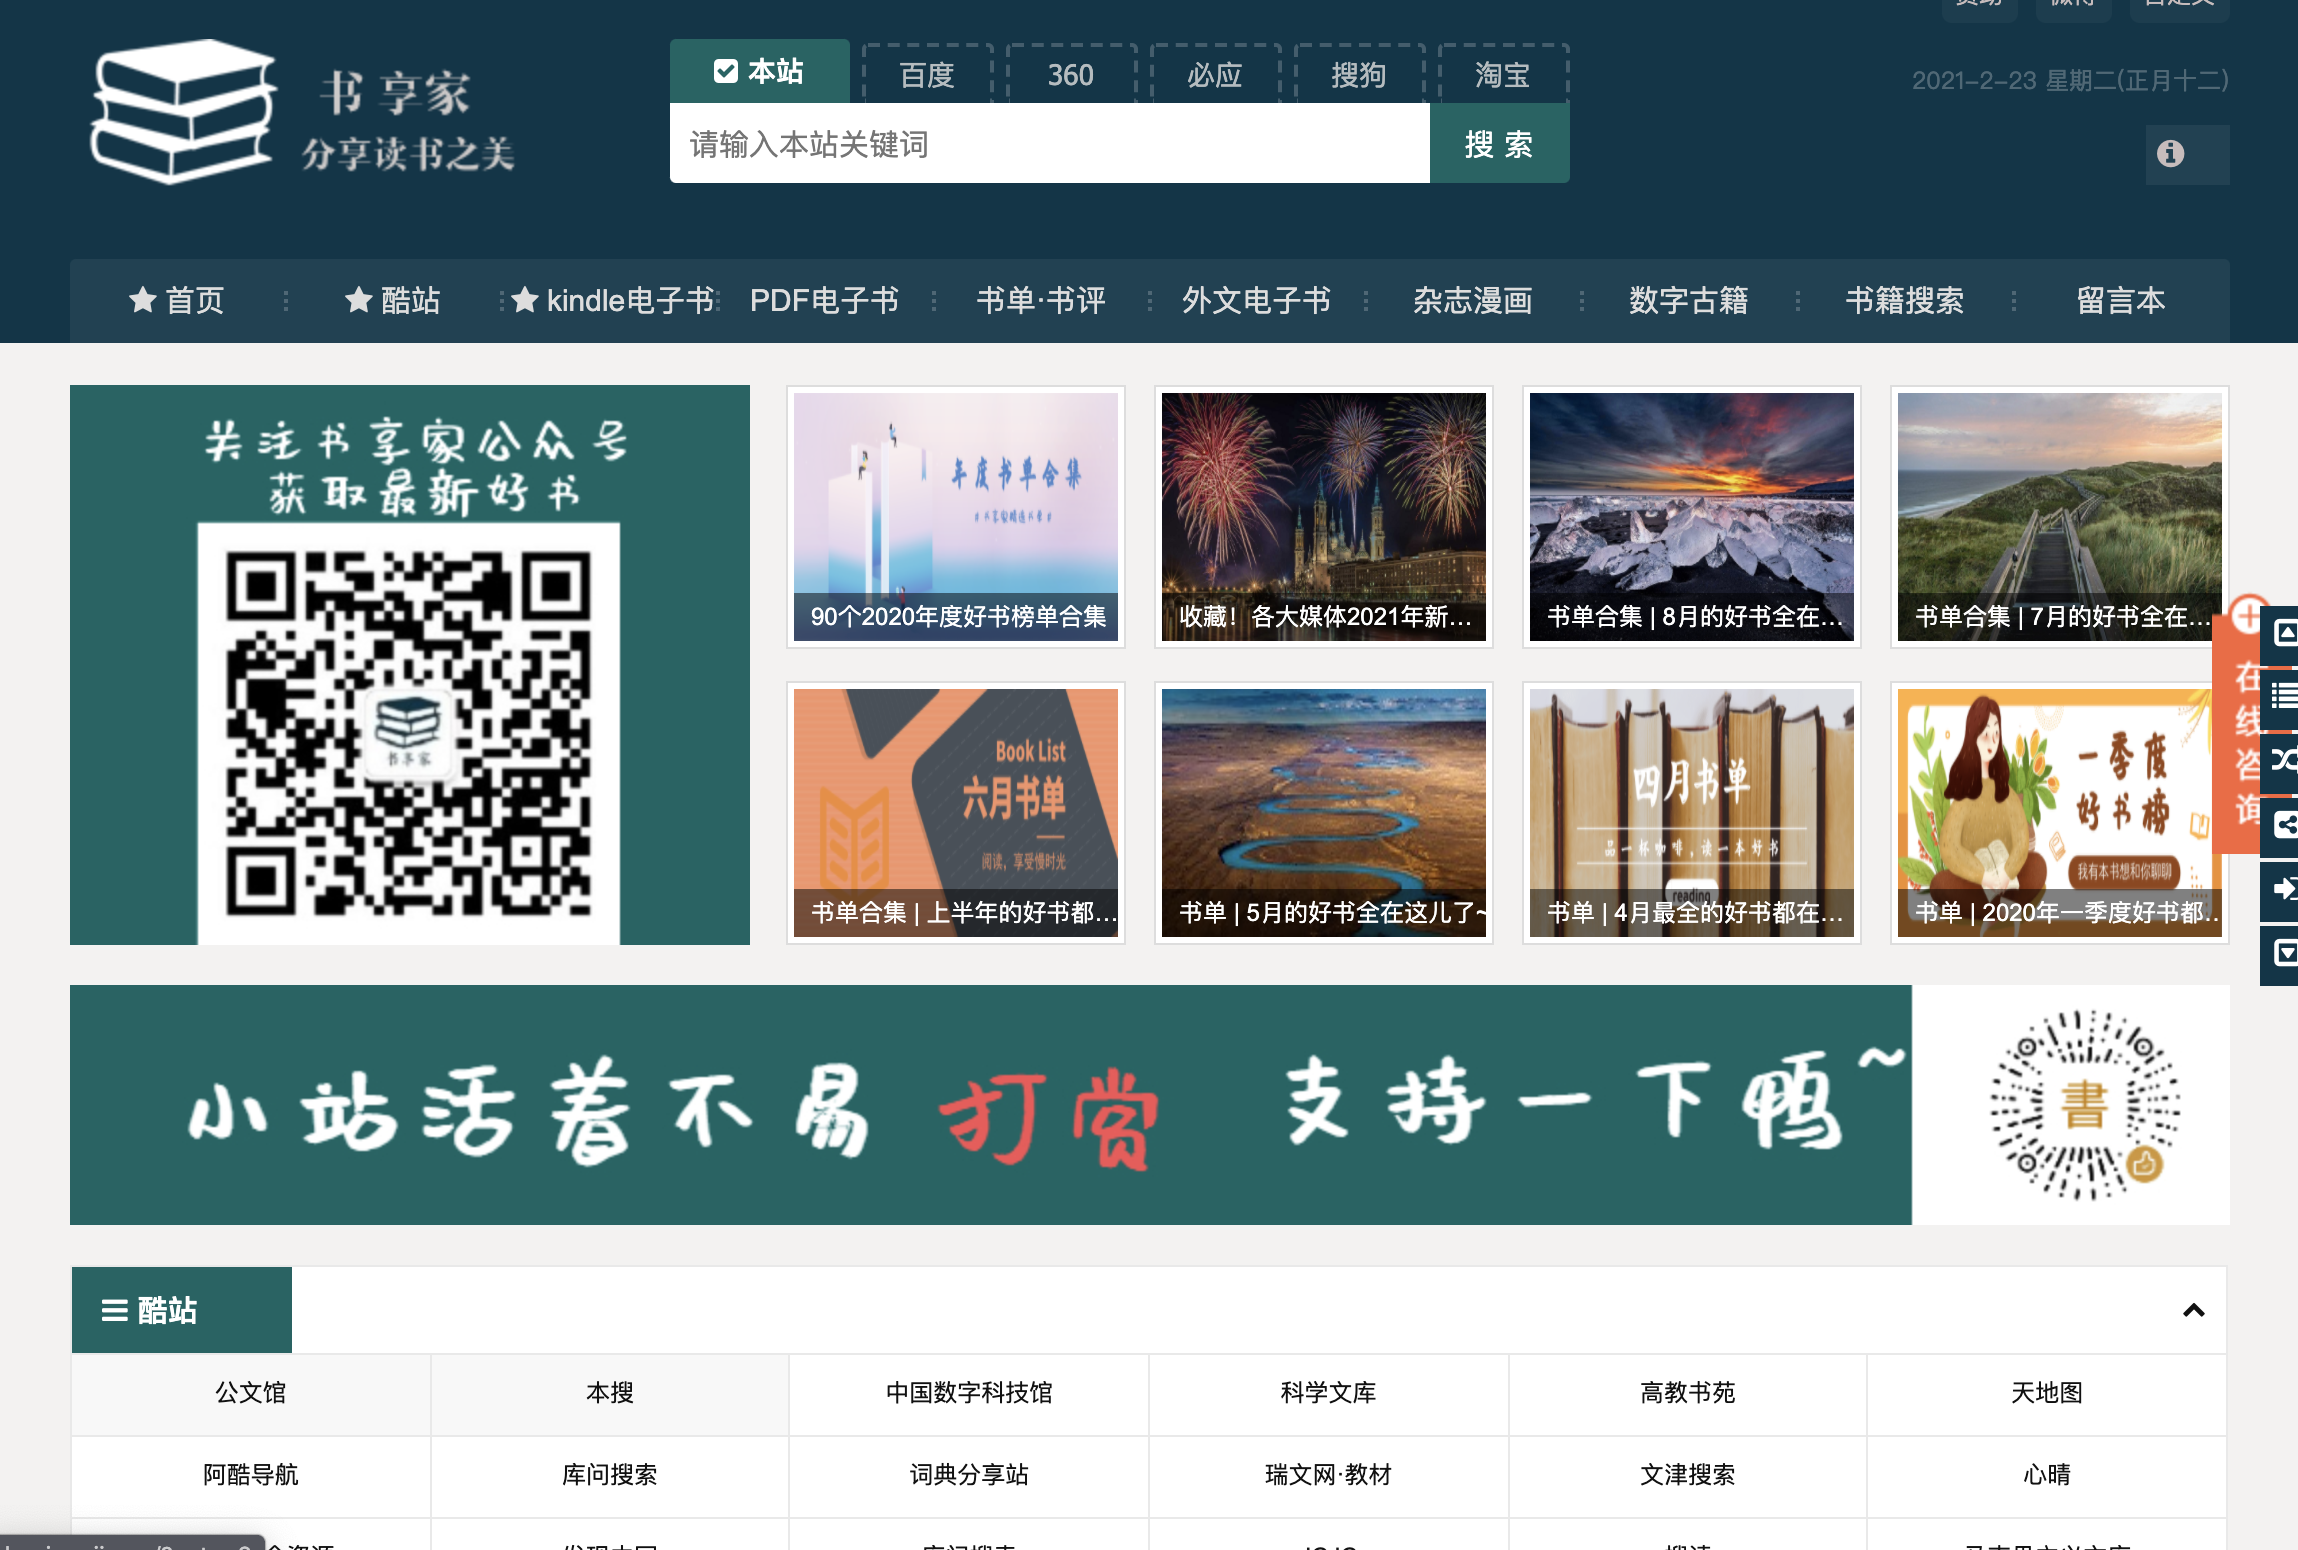 书享家
分享读书之美
本站
百度
360
必应
搜狗
淘宝
请输入本站关键词
搜 索
2021-2-23 星期二(正月十二)
首页
酷站
kindle电子书
PDF电子书
书单·书评
外文电子书
杂志漫画
数字古籍
书籍搜索
留言本
关注书享家公众号
获取最新好书
书享家
年度书单合集
90个2020年度好书榜单合集
收藏！各大媒体2021年新...
书单合集 | 8月的好书全在...
书单合集 | 7月的好书全在...
Book List
六月书单
阅读，享受慢时光
书单合集 | 上半年的好书都...
书单 | 5月的好书全在这儿了~
四月书单
品一杯咖啡，读一本好书
reading
书单 | 4月最全的好书都在...
一季度
好书榜
我有本书想和你聊聊
书单 | 2020年一季度好书都...
在线咨询
小站活着不易 打赏 支持一下鸭~
書
酷站
公文馆
本搜
中国数字科技馆
科学文库
高教书苑
天地图
阿酷导航
库问搜索
词典分享站
瑞文网·教材
文津搜索
心晴